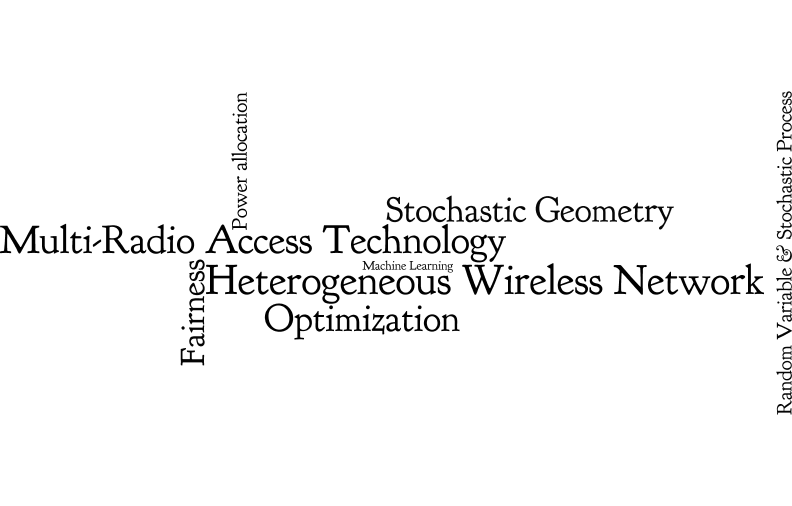 Power allocation
Stochastic Geometry
Multi-Radio Access Technology
Machine Learning
Heterogeneous Wireless Network
Fairness
Optimization
Random Variable & Stochastic Process